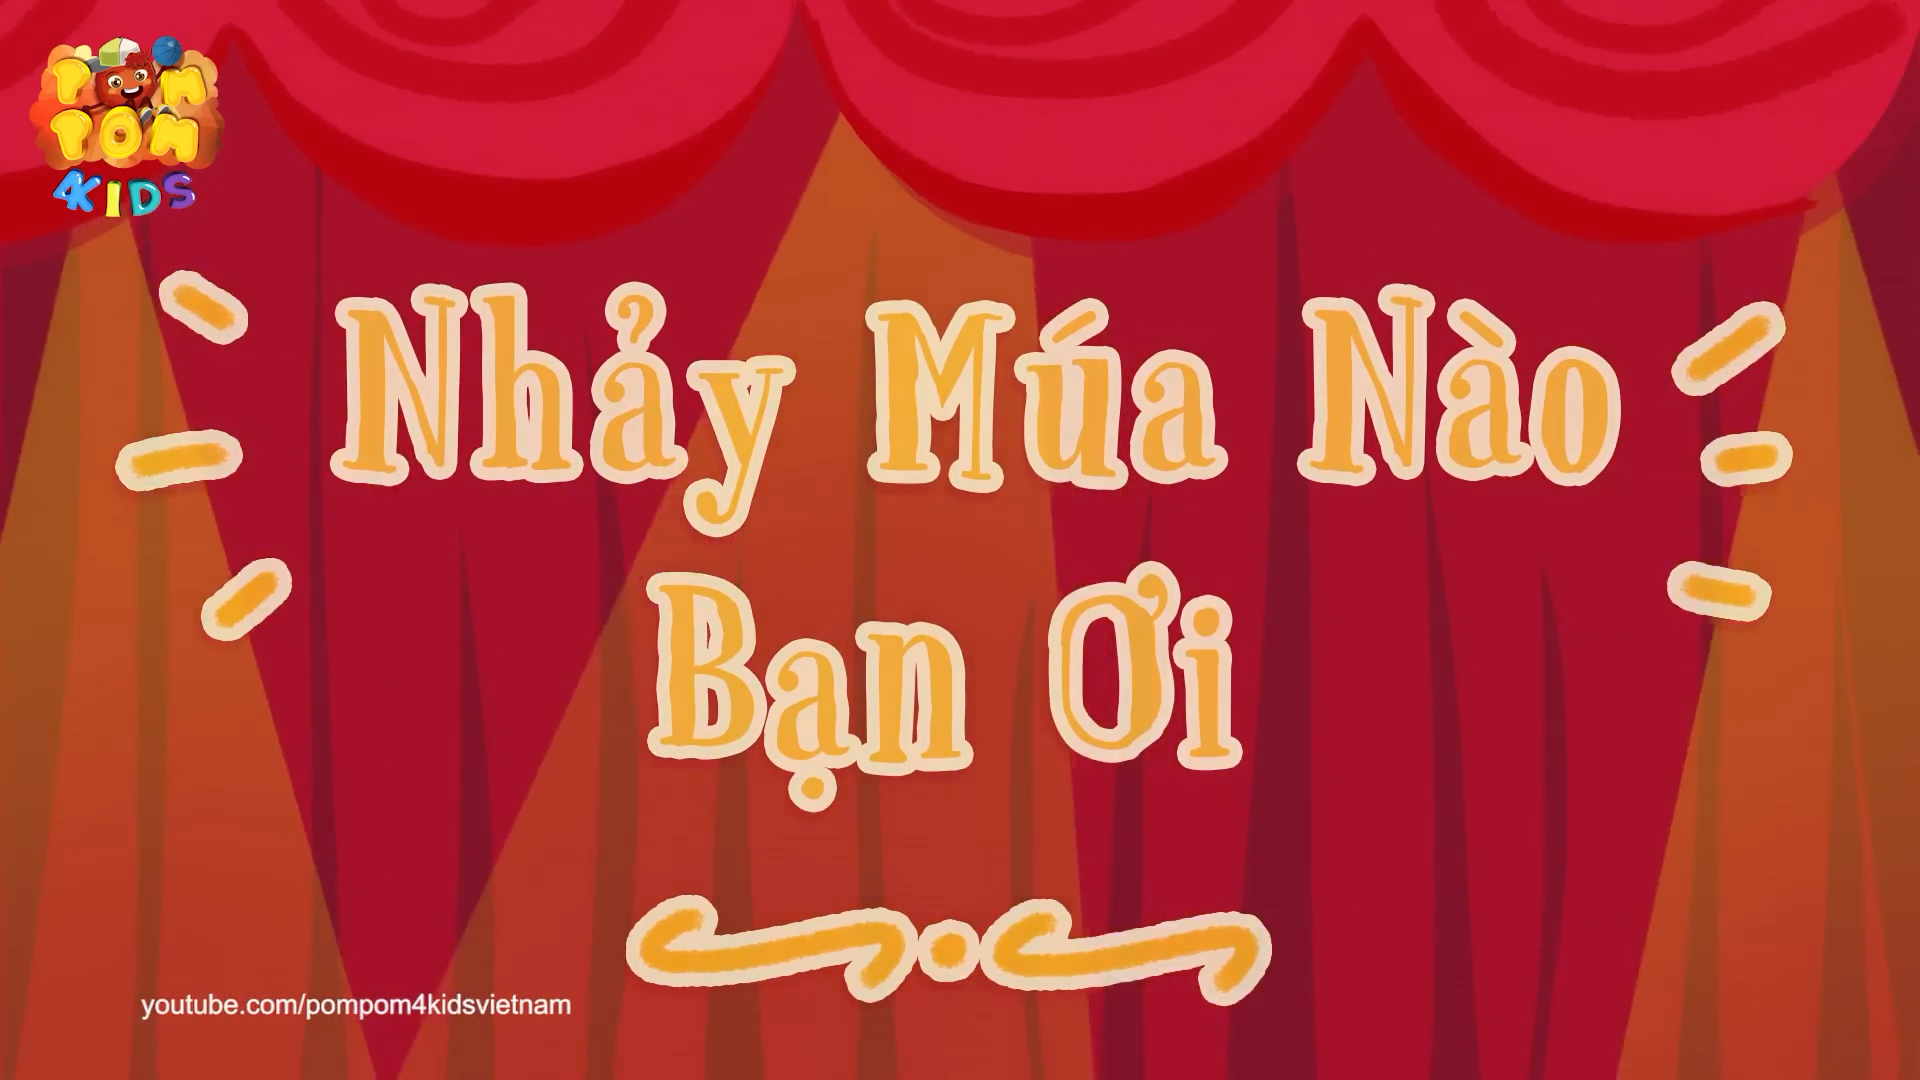 POM
POM
4KIDS
Nhảy Múa Nào
Bạn Ơi
youtube.com/pompom4kidsvietnam